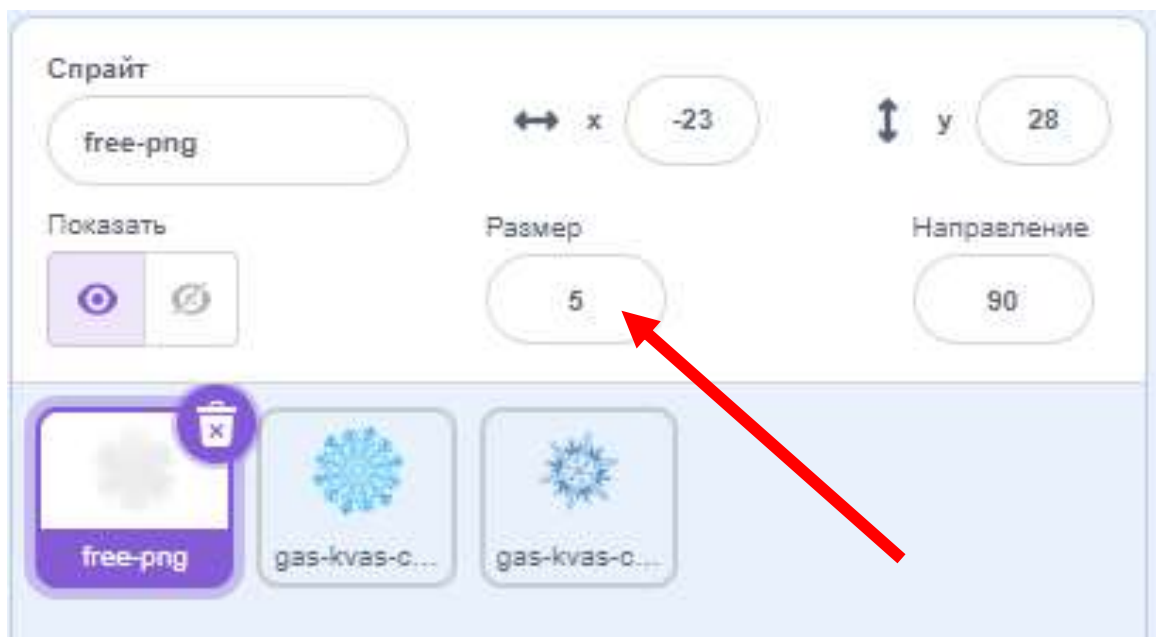 Спрайт
free-png
x -23
y 28
Показать
Размер
Направление
5
90
free-png
gas-kvas-c...
gas-kvas-c...